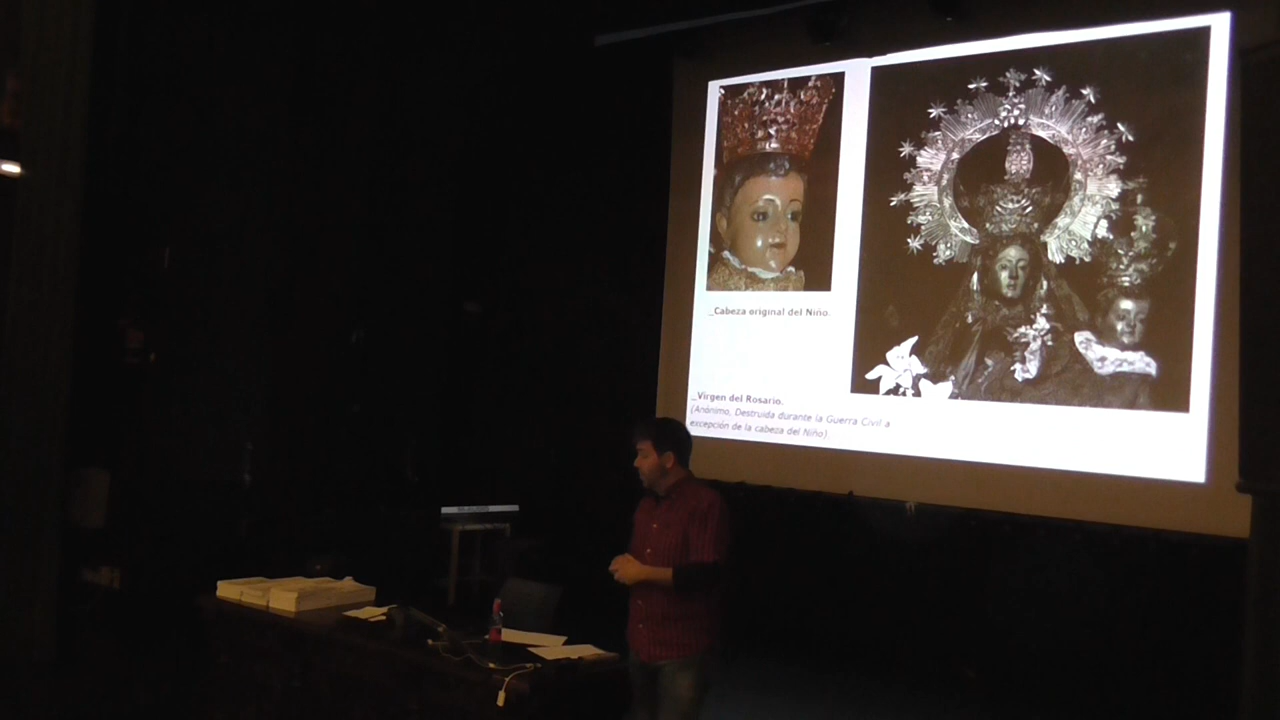 _Cabeza original del Niño.
_Virgen del Rosario.
(Anónimo, Destruida durante la Guerra Civil a
excepción de la cabeza del Niño)